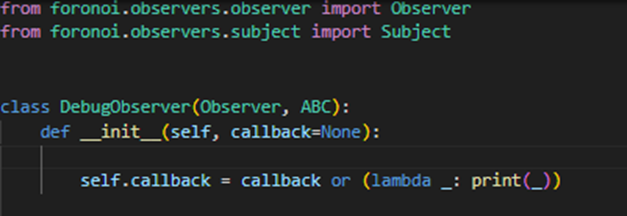 from foronoi.observers.observer import Observer
from foronoi.observers.subject import Subject
class DebugObserver(Observer, ABC):
def __init__(self, callback=None):
self.callback = callback or (lambda _: print(_))